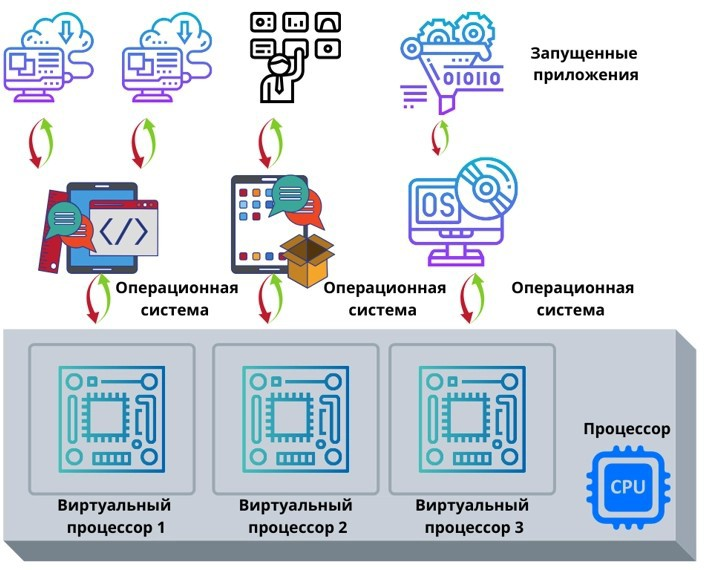 Запущенные
приложения
010110
</>
OS
Операционная
система
Операционная
система
Операционная
система
Процессор
CPU
Виртуальный
процессор 1
Виртуальный
процессор 2
Виртуальный
процессор 3